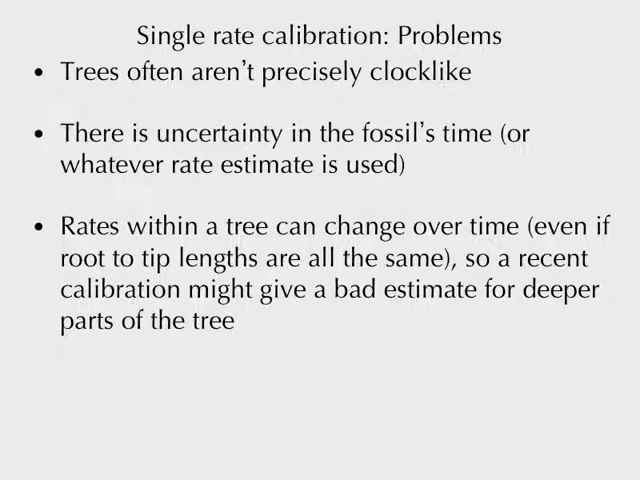 Single rate calibration: Problems
• Trees often aren’t precisely clocklike
• There is uncertainty in the fossil’s time (or
whatever rate estimate is used)
• Rates within a tree can change over time (even if
root to tip lengths are all the same), so a recent
calibration might give a bad estimate for deeper
parts of the tree